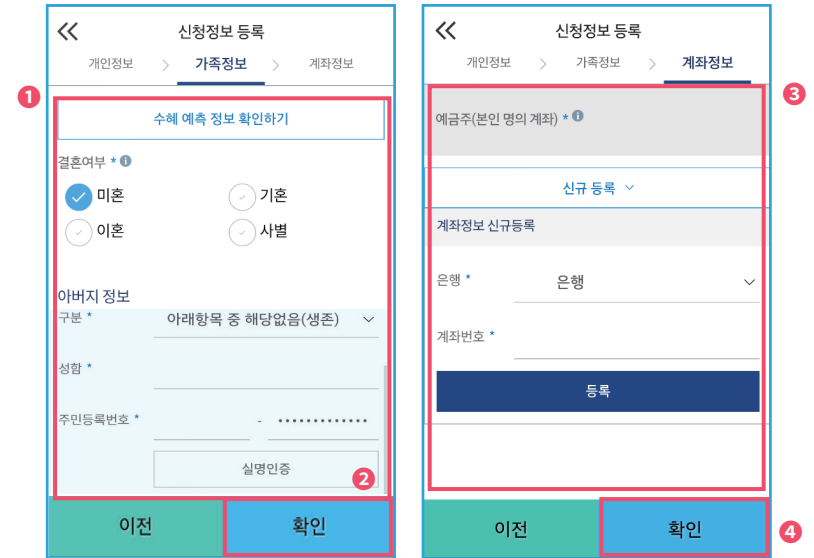 신청정보 등록
개인정보 > 가족정보 > 계좌정보
1
수혜 예측 정보 확인하기
결혼여부 *
미혼 기혼
이혼 사별
아버지 정보
구분 * 아래항목 중 해당없음(생존)
성함 *
주민등록번호 * - •••••••••••••
실명인증
2
이전 확인
신청정보 등록
개인정보 > 가족정보 > 계좌정보
3
예금주(본인 명의 계좌) *
신규 등록
계좌정보 신규등록
은행 * 은행
계좌번호 *
등록
이전 확인
4